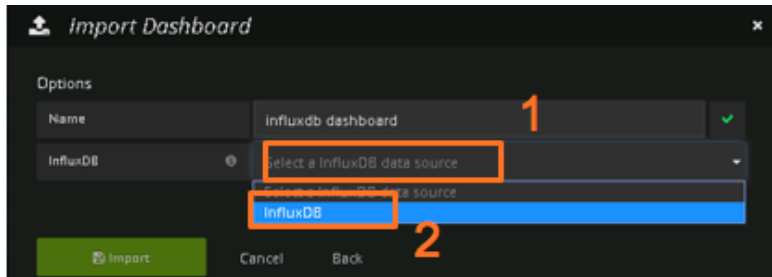 Import Dashboard
×
Options
Name
influxdb dashboard
1
InfluxDB
Select a InfluxDB data source
Select a InfluxDB data source
InfluxDB
2
Import
Cancel
Back